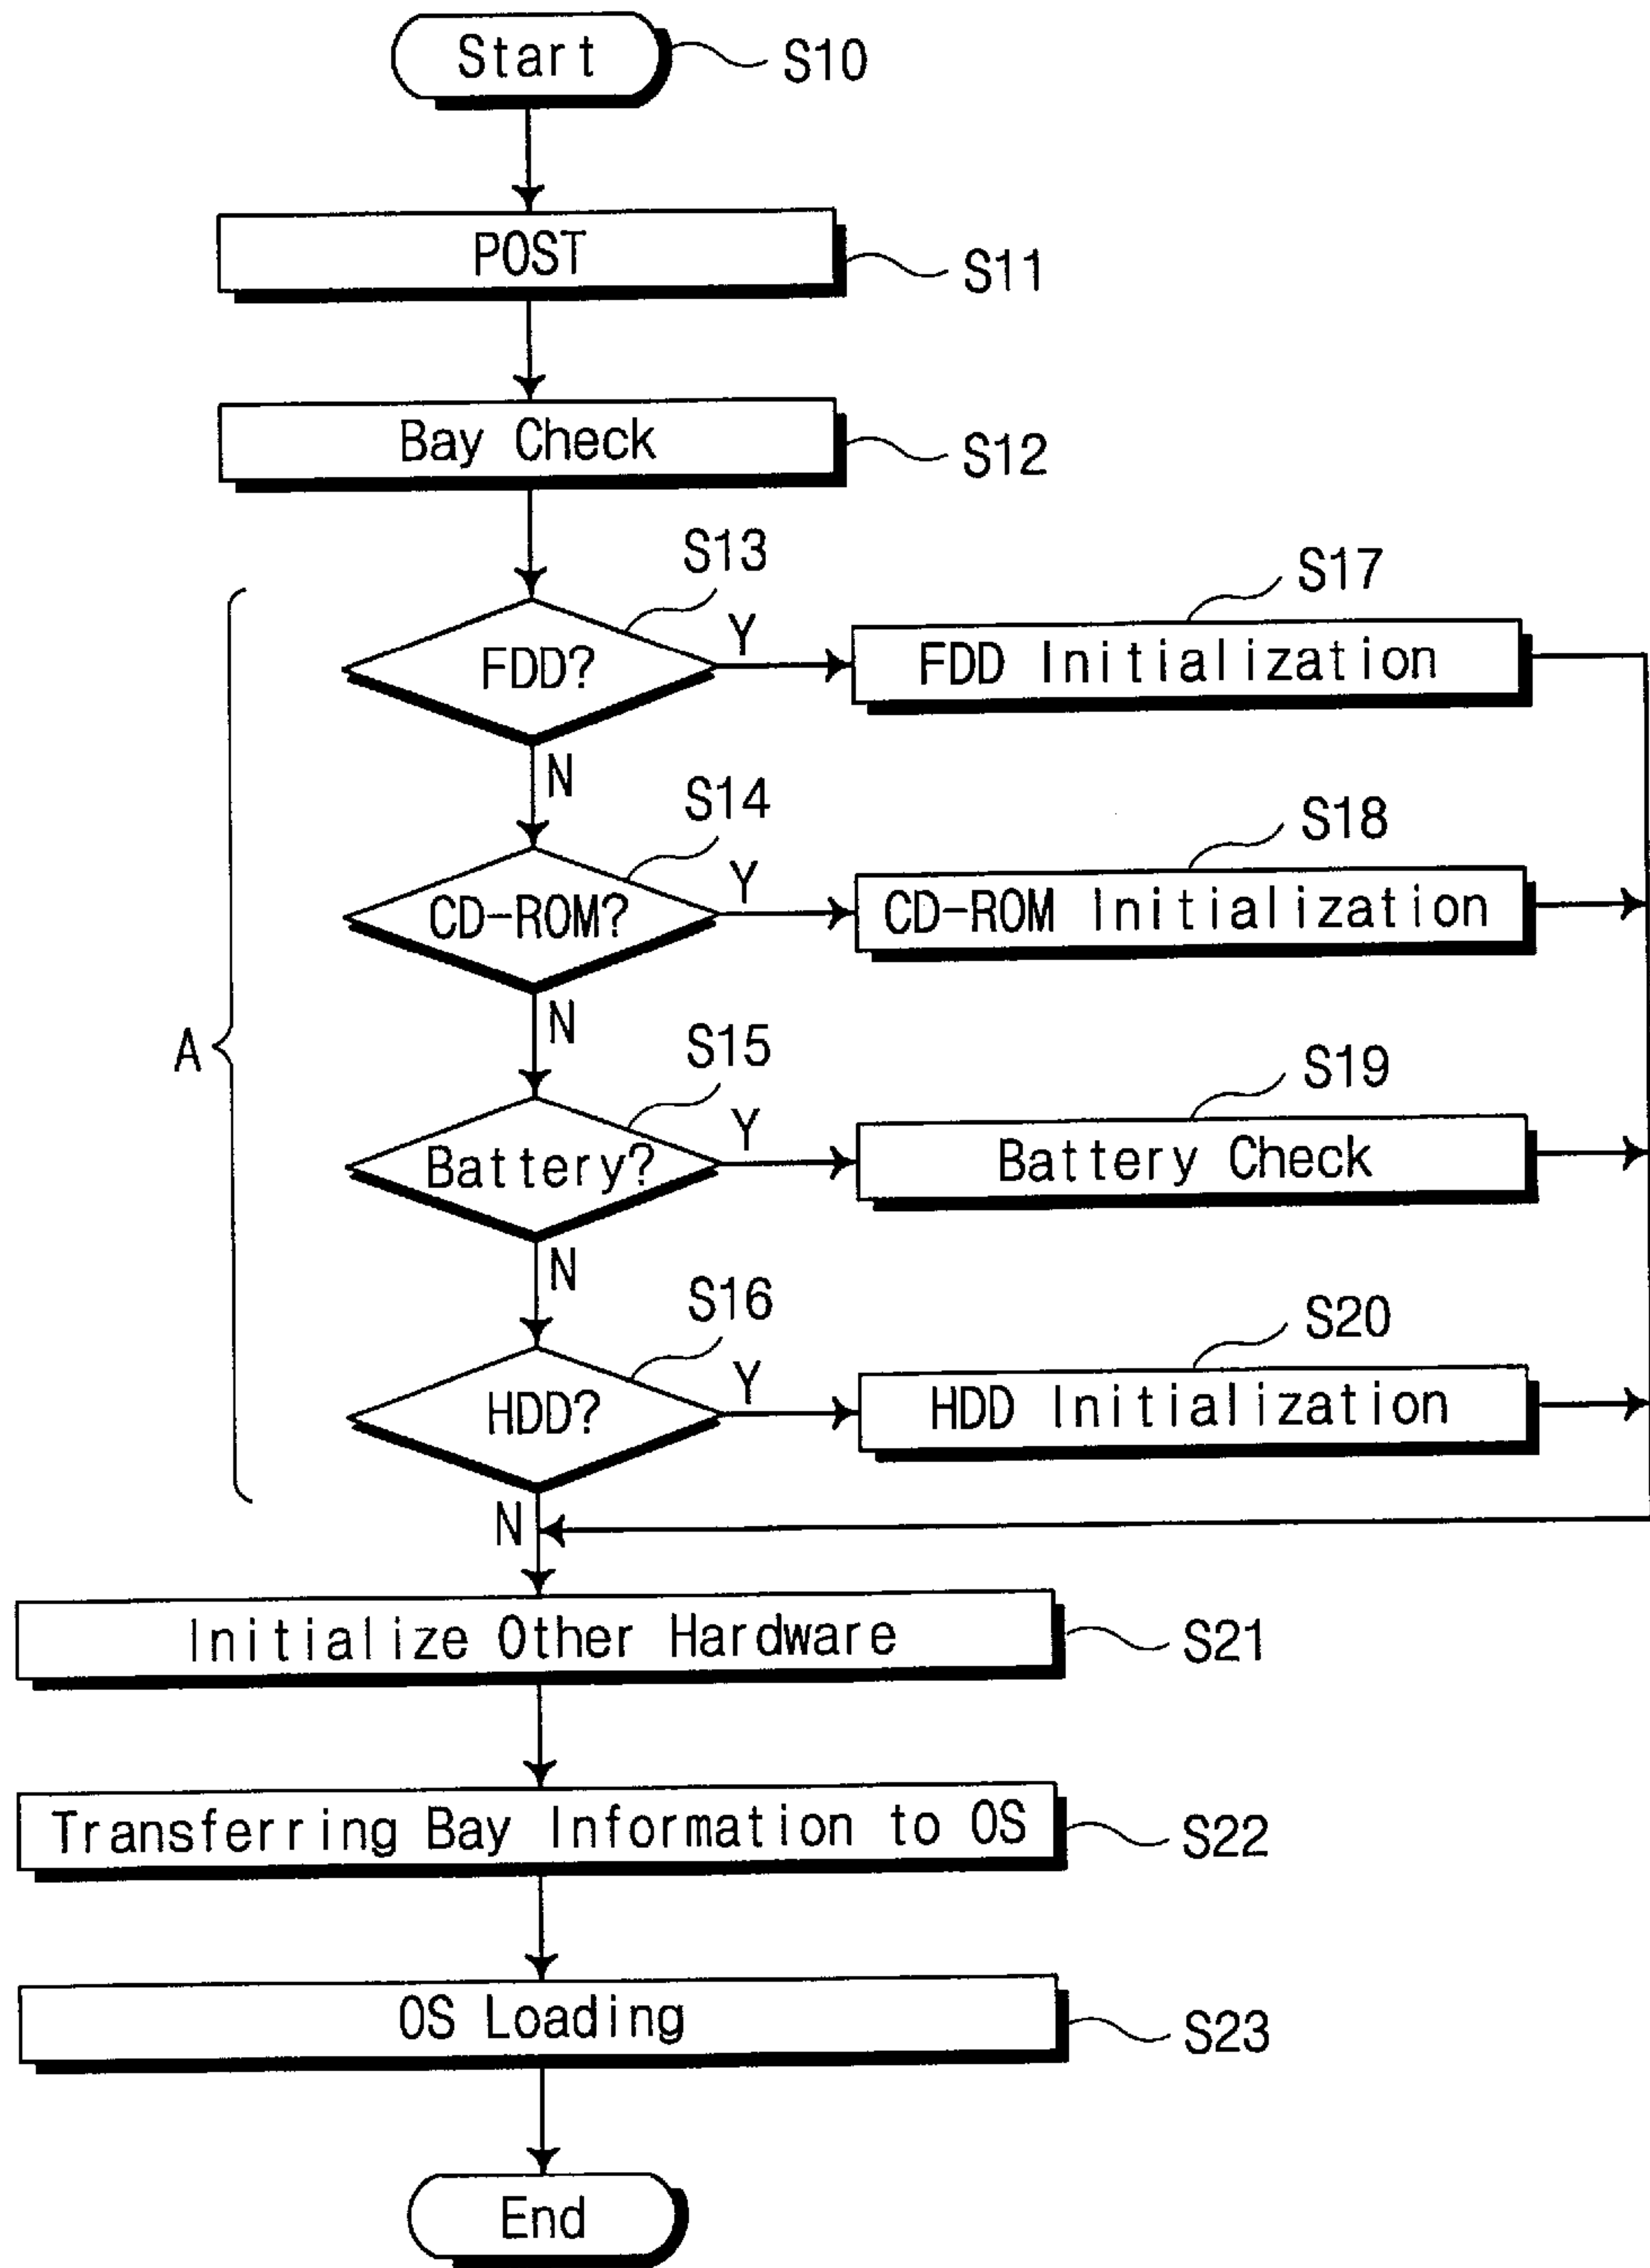 Start
S10
POST
S11
Bay Check
S12
S13
FDD?
Y
S17
FDD Initialization
N
S14
CD-ROM?
Y
S18
CD-ROM Initialization
N
A
S15
Battery?
Y
S19
Battery Check
N
S16
HDD?
Y
S20
HDD Initialization
N
Initialize Other Hardware
S21
Transferring Bay Information to OS
S22
OS Loading
S23
End